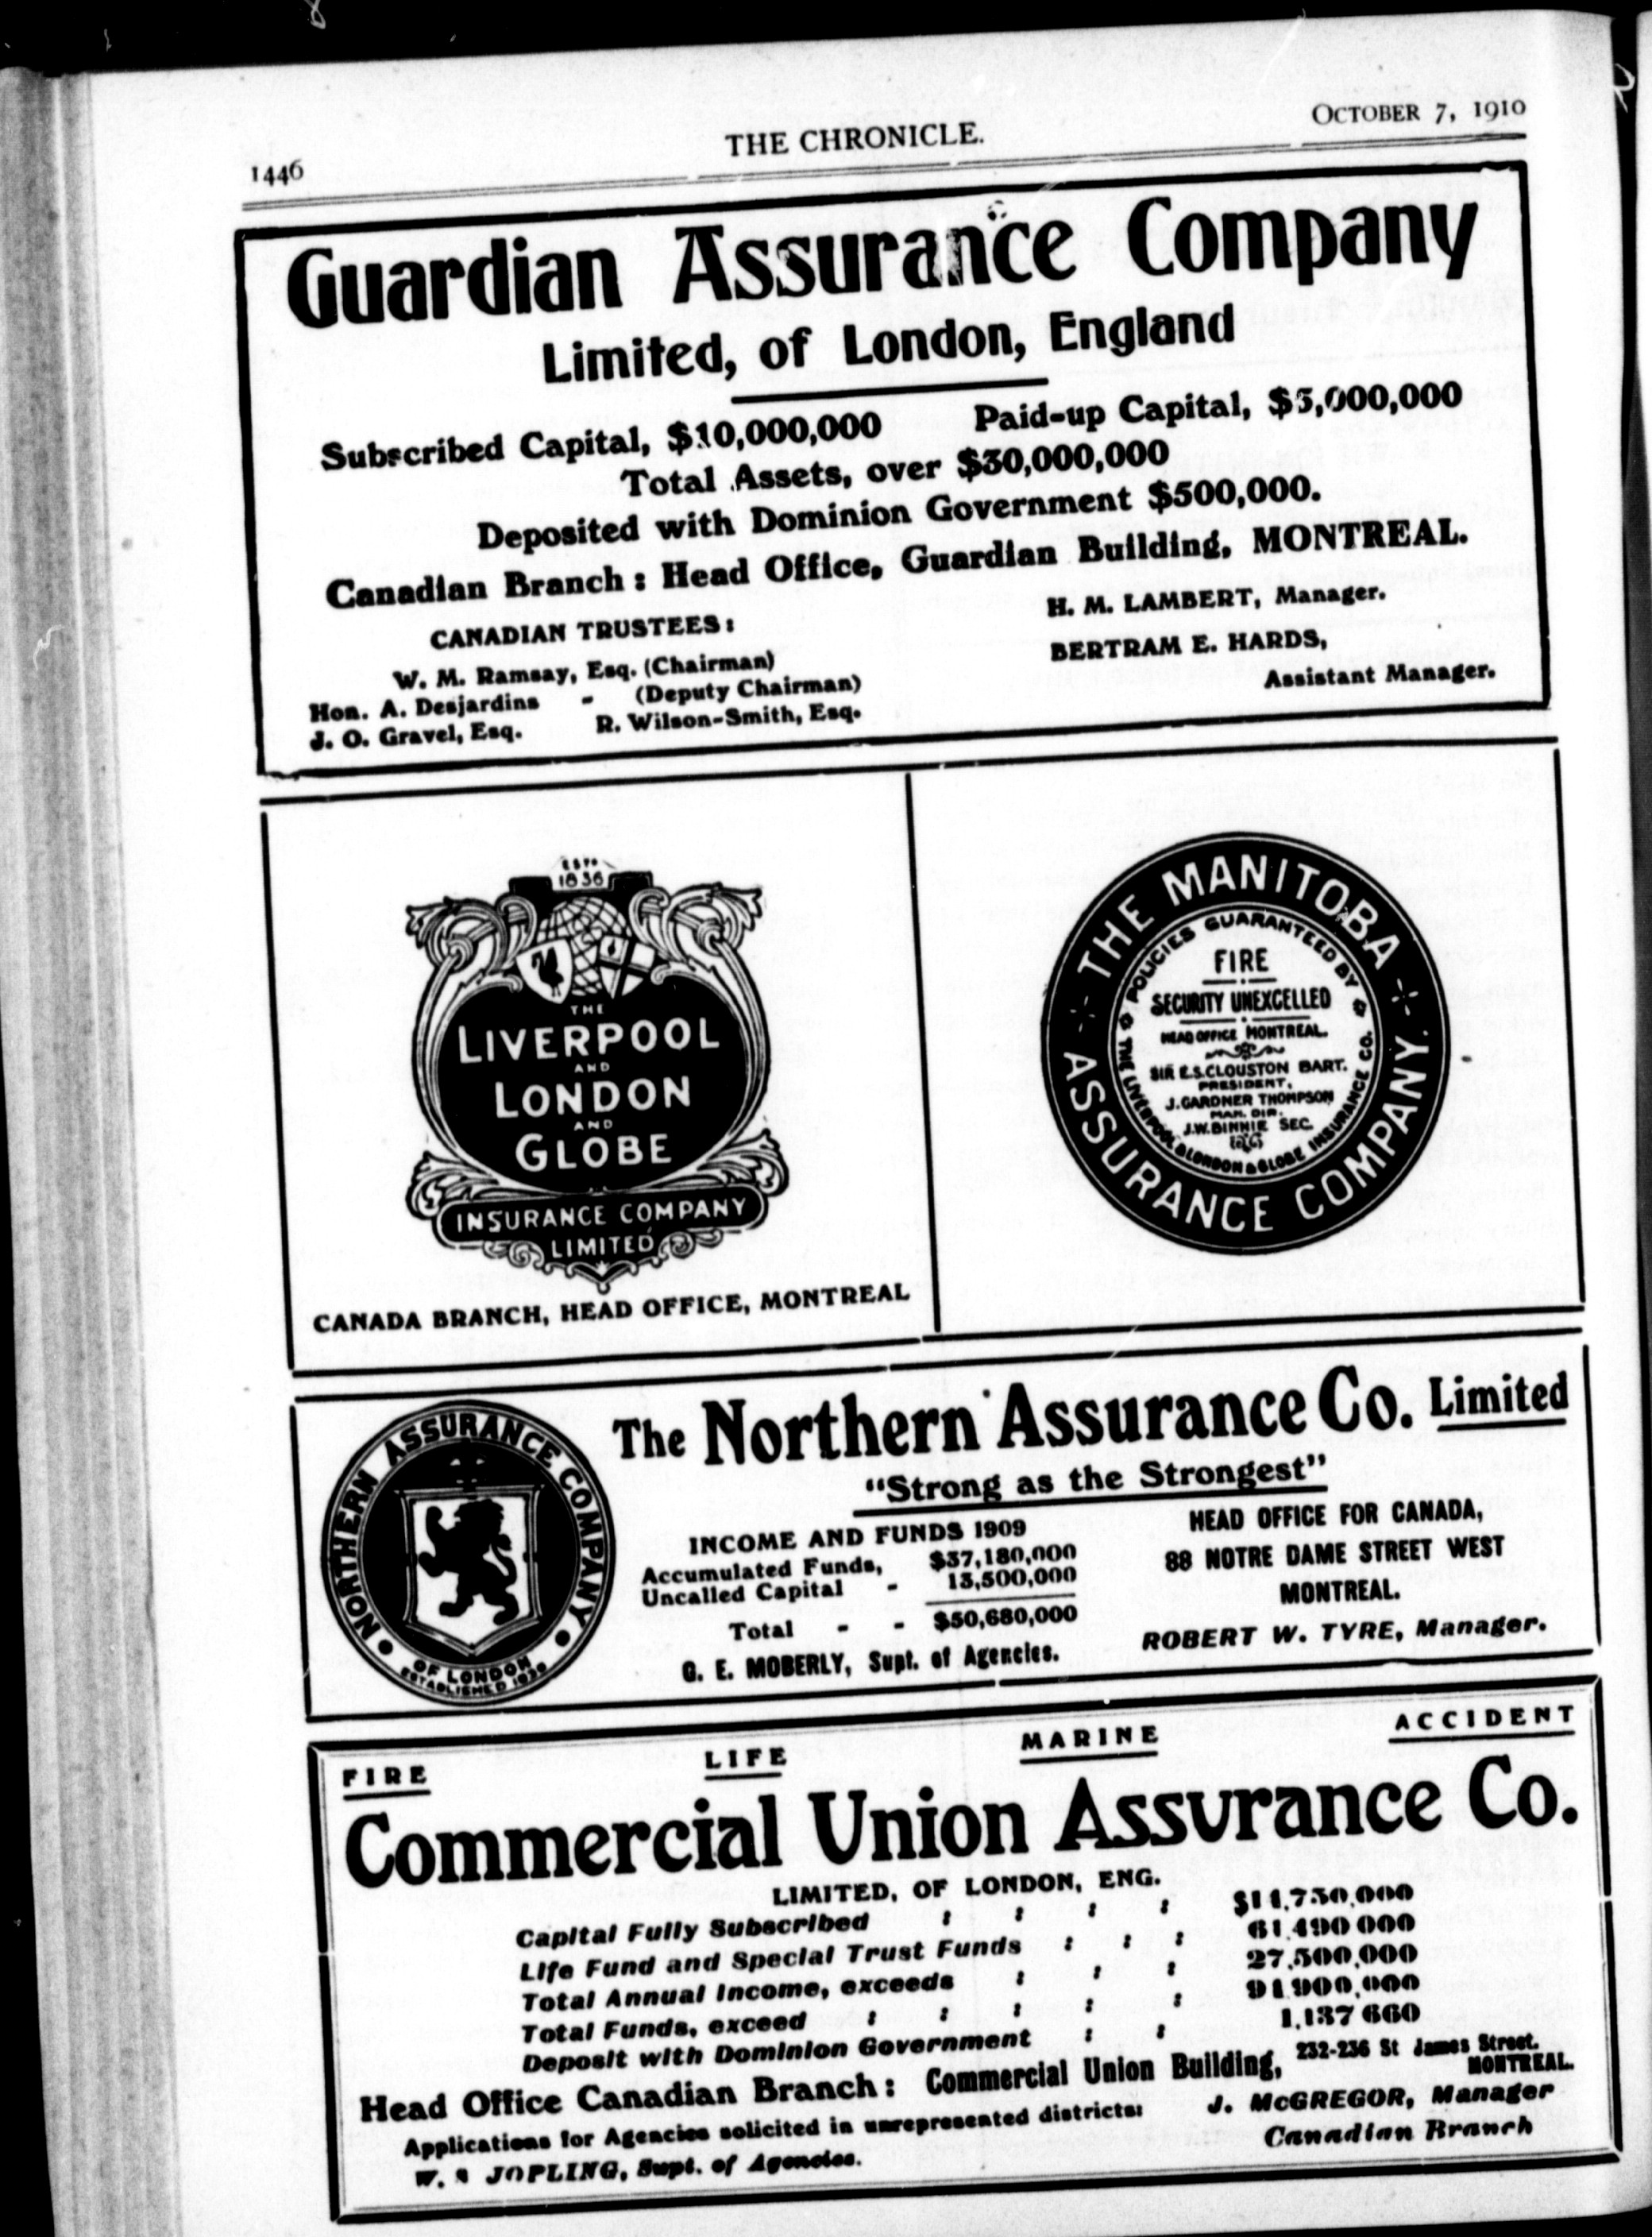 1446
THE CHRONICLE.
OCTOBER 7, 1910
Guardian Assurance Company
Limited, of London, England
Subscribed Capital, $10,000,000 Paid-up Capital, $5,000,000
Total Assets, over $30,000,000
Deposited with Dominion Government $500,000.
Canadian Branch : Head Office, Guardian Building, MONTREAL.
CANADIAN TRUSTEES :
W. M. Ramsay, Esq. (Chairman)
Hon. A. Desjardins - (Deputy Chairman)
J. O. Gravel, Esq. R. Wilson-Smith, Esq.
H. M. LAMBERT, Manager.
BERTRAM E. HARDS,
Assistant Manager.
ESTD
1836
THE
LIVERPOOL
AND
LONDON
AND
GLOBE
INSURANCE COMPANY
LIMITED
CANADA BRANCH, HEAD OFFICE, MONTREAL
THE MANITOBA
ASSURANCE COMPANY.
POLICIES GUARANTEED BY
THE LIVERPOOL & LONDON & GLOBE INSURANCE CO.
FIRE
SECURITY UNEXCELLED
HEAD OFFICE MONTREAL.
SIR E.S.CLOUSTON BART.
PRESIDENT,
J.GARDNER THOMPSON
MAN. DIR.
J.W.BINNIE SEC.
NORTHERN ASSURANCE COMPANY
OF LONDON
ESTABLISHED 1836
The Northern Assurance Co. Limited
"Strong as the Strongest"
INCOME AND FUNDS 1909
Accumulated Funds, $37,180,000
Uncalled Capital - 13,500,000
Total - - $50,680,000
G. E. MOBERLY, Supt. of Agencies.
HEAD OFFICE FOR CANADA,
88 NOTRE DAME STREET WEST
MONTREAL.
ROBERT W. TYRE, Manager.
FIRE LIFE MARINE ACCIDENT
Commercial Union Assurance Co.
LIMITED, OF LONDON, ENG.
Capital Fully Subscribed : : : : $14,750,000
Life Fund and Special Trust Funds : : : 61,490,000
Total Annual Income, exceeds : : : 27,500,000
Total Funds, exceed : : : : : 91,900,000
Deposit with Dominion Government : : 1,137,660
Head Office Canadian Branch : Commercial Union Building, 232-236 St James Street.
MONTREAL.
Applications for Agencies solicited in unrepresented districts:
W. JOPLING, Supt. of Agencies.
J. McGREGOR, Manager
Canadian Branch